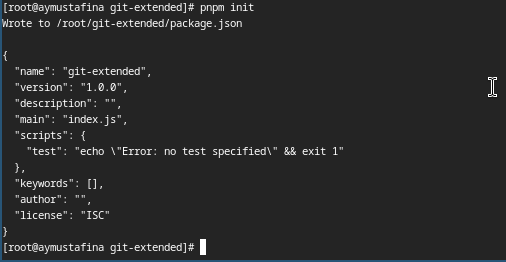 [root@aymustafina git-extended]# pnpm init
Wrote to /root/git-extended/package.json
{
"name": "git-extended",
"version": "1.0.0",
"description": "",
"main": "index.js",
"scripts": {
"test": "echo \"Error: no test specified\" && exit 1"
},
"keywords": [],
"author": "",
"license": "ISC"
}
[root@aymustafina git-extended]#